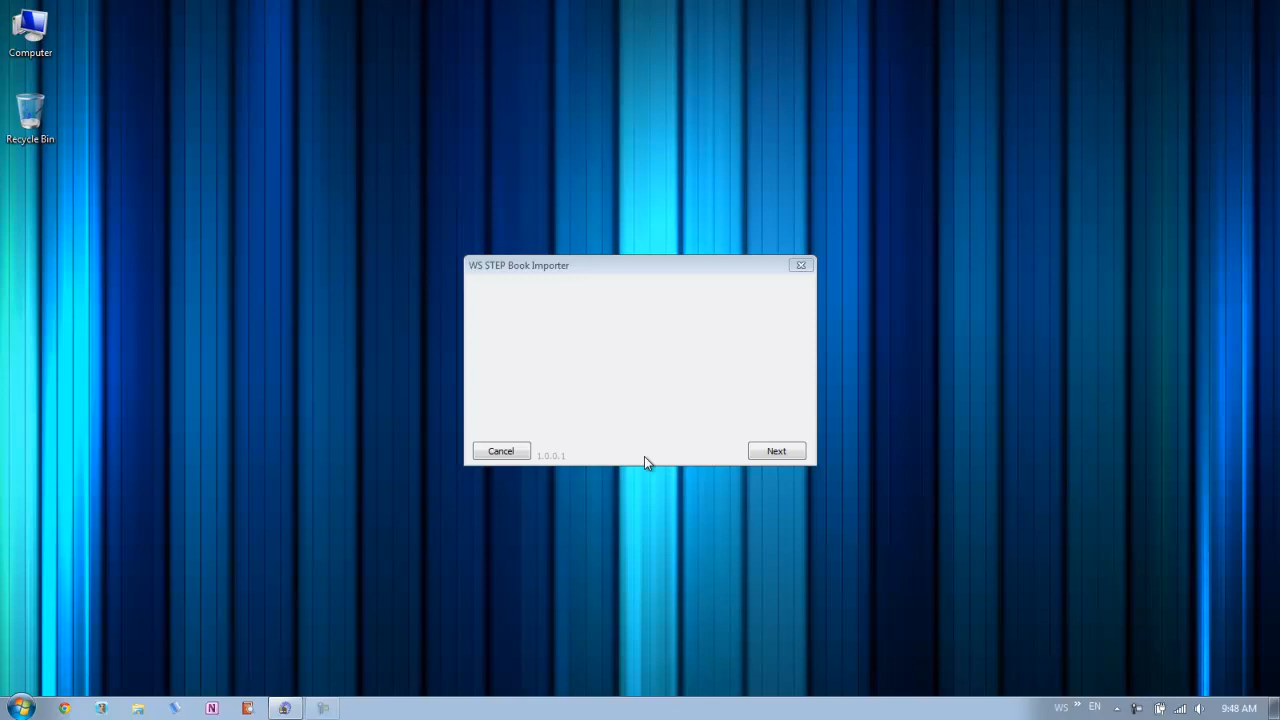 Computer
Recycle Bin
WS STEP Book Importer
Cancel
1.0.0.1
Next
N
WS
EN
9:48 AM